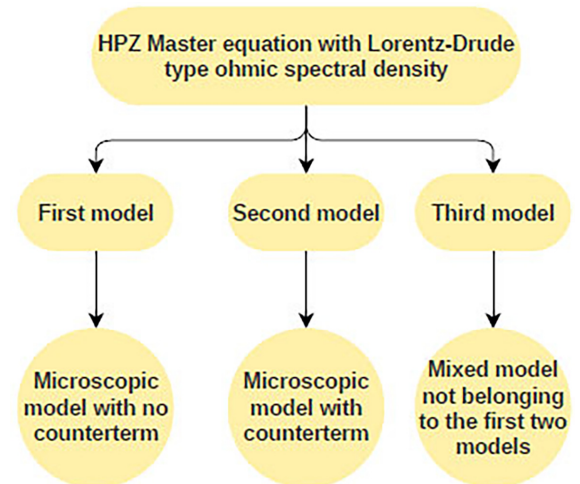 HPZ Master equation with Lorentz-Drude
type ohmic spectral density
First model
Second model
Third model
Microscopic
model with no
counterterm
Microscopic
model with
counterterm
Mixed model
not belonging
to the first two
models